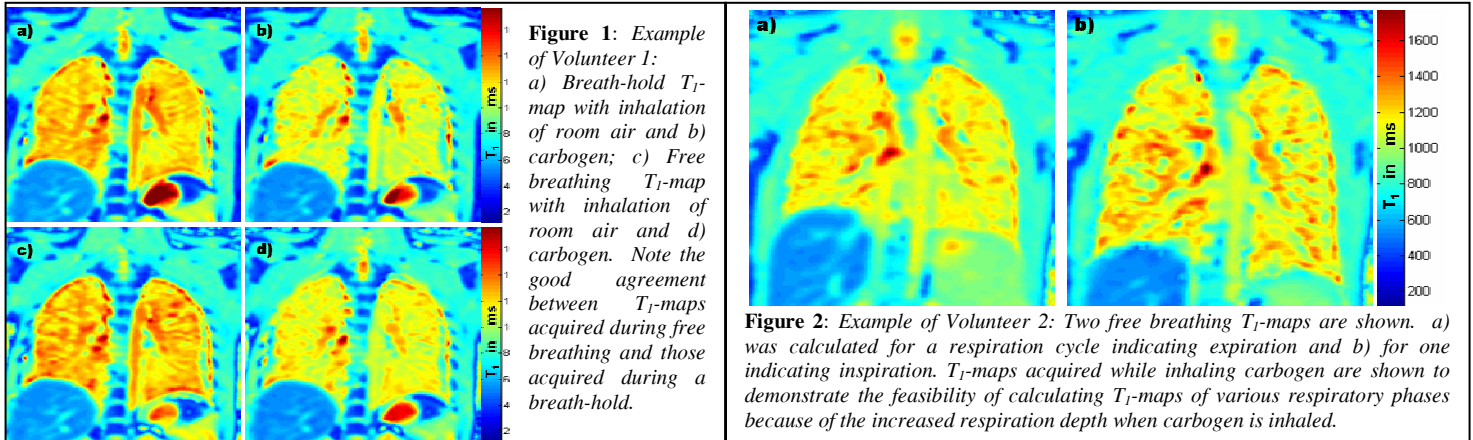 a)
b)
c)
d)
T₁ in ms
T₁ in ms
Figure 1: Example
of Volunteer 1:
a) Breath-hold T₁-
map with inhalation
of room air and b)
carbogen; c) Free
breathing T₁-map
with inhalation of
room air and d)
carbogen. Note the
good agreement
between T₁-maps
acquired during free
breathing and those
acquired during a
breath-hold.
a)
b)
1600
1400
1200
1000
800
600
400
200
T₁ in ms
Figure 2: Example of Volunteer 2: Two free breathing T₁-maps are shown. a)
was calculated for a respiration cycle indicating expiration and b) for one
indicating inspiration. T₁-maps acquired while inhaling carbogen are shown to
demonstrate the feasibility of calculating T₁-maps of various respiratory phases
because of the increased respiration depth when carbogen is inhaled.